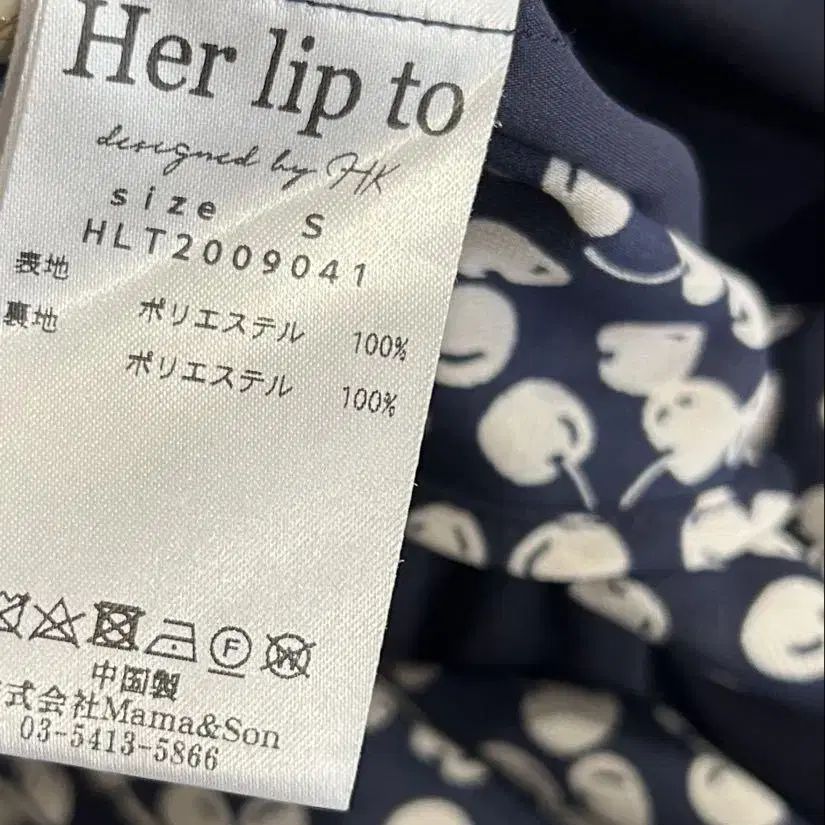 Her lip to
designed by HK
size S
HLT2009041
表地
ポリエステル 100%
裏地
ポリエステル 100%
F
W
中国製
式会社Mama&Son
03-5413-5866